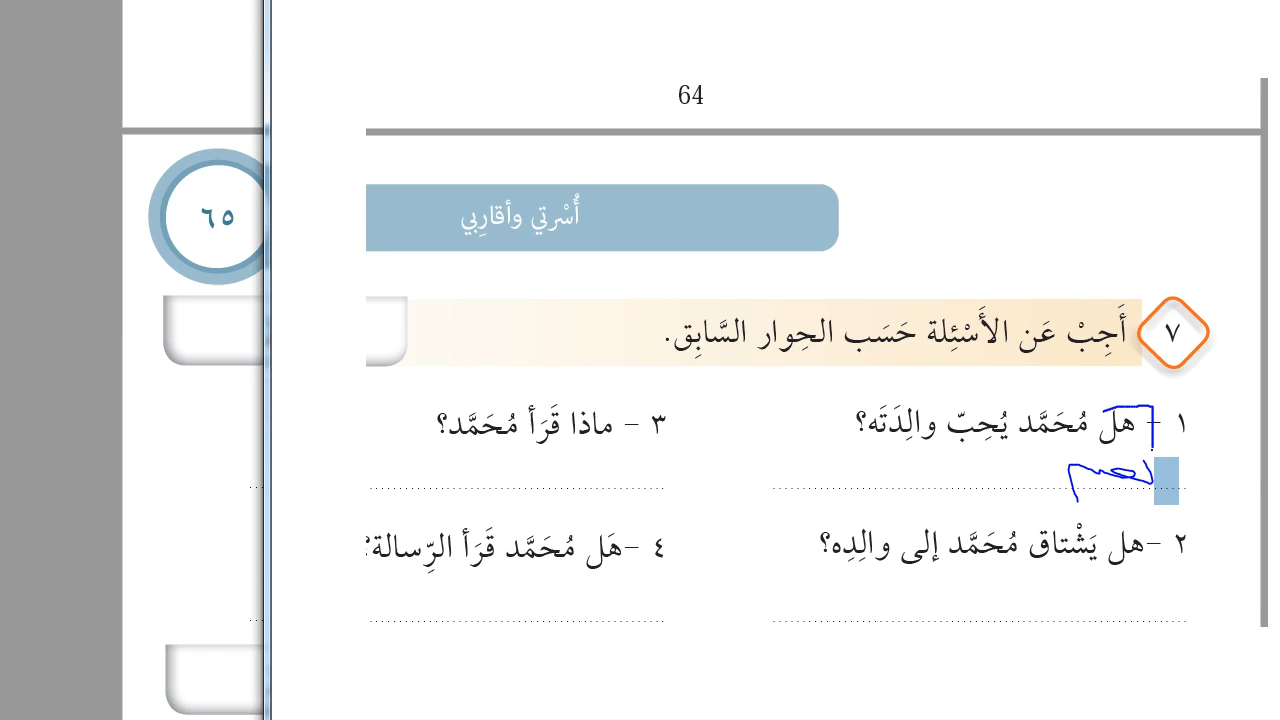 64
٦٥
أُسْرتي وأقارِبي
٧ أَجِبْ عَن الأَسْئِلة حَسَب الحِوار السَّابِق.
١ - هلْ مُحَمَّد يُحِبّ والِدَتَه؟
٣ - ماذا قَرَأ مُحَمَّد؟
نعم
٢ -هل يَشْتاق مُحَمَّد إلى والِدِه؟
٤ -هَل مُحَمَّد قَرَأ الرِّسالة؟